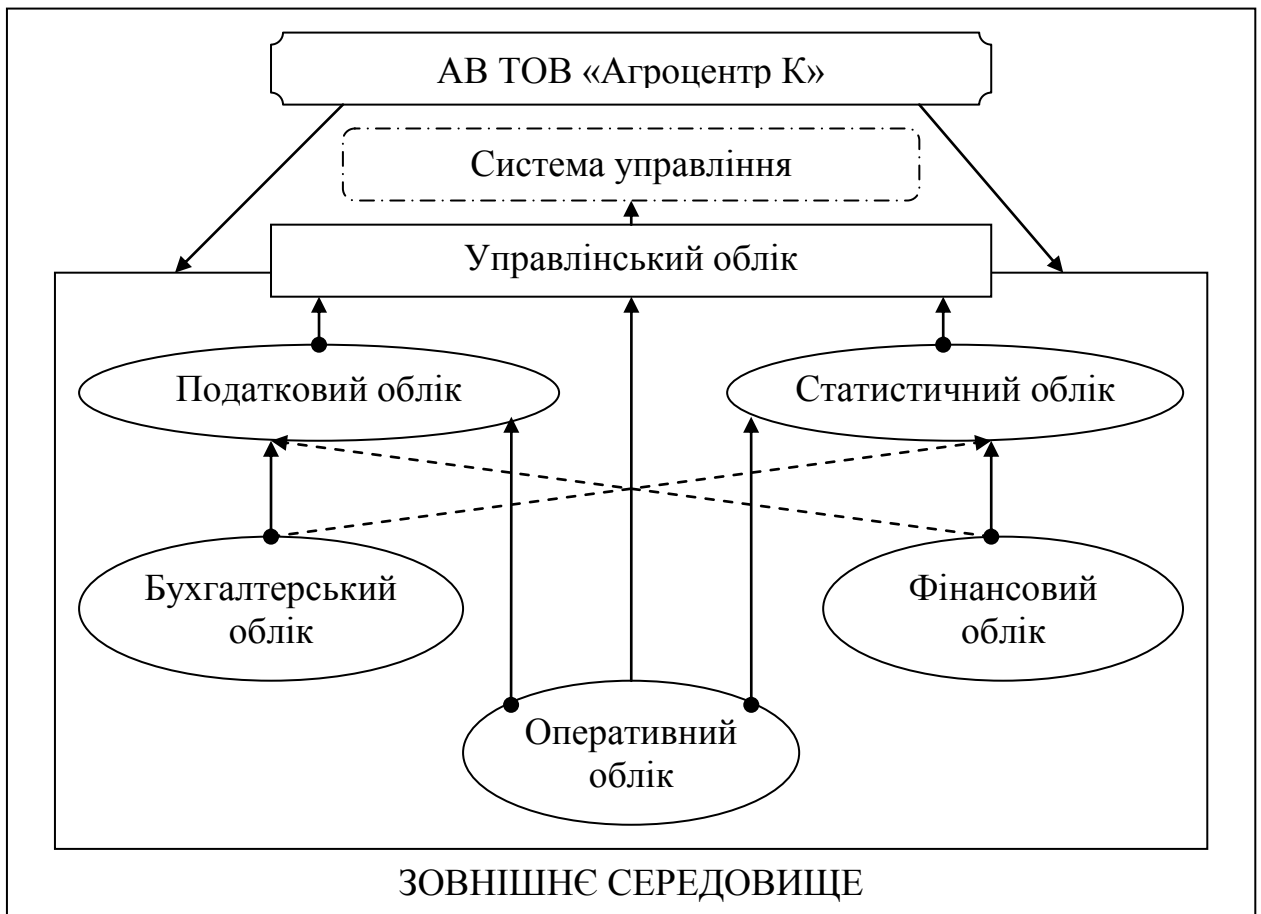 АВ ТОВ «Агроцентр К»
Система управління
Управлінський облік
Податковий облік
Статистичний облік
Бухгалтерський
облік
Фінансовий
облік
Оперативний
облік
ЗОВНІШНЄ СЕРЕДОВИЩЕ